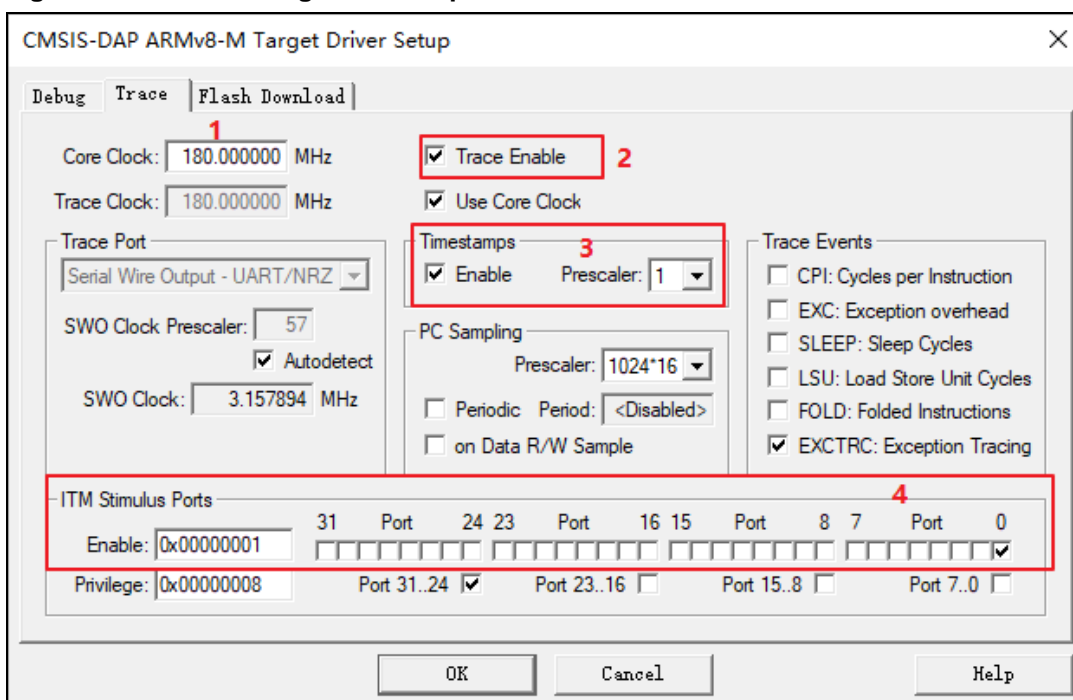 CMSIS-DAP ARMv8-M Target Driver Setup
Debug Trace Flash Download
1
Core Clock: 180.000000 MHz
Trace Enable 2
Trace Clock: 180.000000 MHz
Use Core Clock
Trace Port
Serial Wire Output - UART/NRZ
SWO Clock Prescaler: 57
Autodetect
SWO Clock: 3.157894 MHz
Timestamps 3
Enable Prescaler: 1
PC Sampling
Prescaler: 1024*16
Periodic Period: <Disabled>
on Data R/W Sample
Trace Events
CPI: Cycles per Instruction
EXC: Exception overhead
SLEEP: Sleep Cycles
LSU: Load Store Unit Cycles
FOLD: Folded Instructions
EXCTRC: Exception Tracing
ITM Stimulus Ports 4
31 Port 24 23 Port 16 15 Port 8 7 Port 0
Enable: 0x00000001
Privilege: 0x00000008 Port 31..24 Port 23..16 Port 15..8 Port 7..0
OK Cancel Help